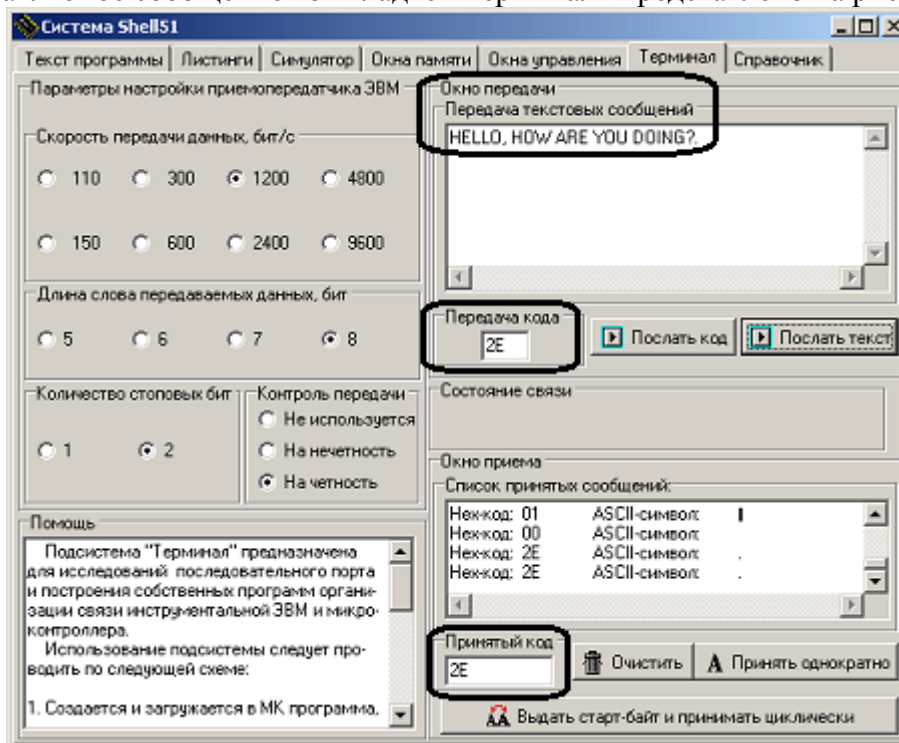 Система Shell51
Текст программы Листинги Симулятор Окна памяти Окна управления Терминал Справочник
Параметры настройки приемопередатчика ЭВМ
Скорость передачи данных, бит/с
110 300 1200 4800
150 600 2400 9600
Длина слова передаваемых данных, бит
5 6 7 8
Количество стоповых бит
1 2
Контроль передачи
Не используется
На нечетность
На четность
Помощь
Подсистема "Терминал" предназначена
для исследований последовательного порта
и построения собственных программ органи-
зации связи инструментальной ЭВМ и микро-
контроллера.
Использование подсистемы следует про-
водить по следующей схеме:
1. Создается и загружается в МК программа,
Окно передачи
Передача текстовых сообщений
HELLO, HOW ARE YOU DOING?.
Передача кода
2E
Послать код Послать текст
Состояние связи
Окно приема
Список принятых сообщений:
Hex-код: 01 ASCII-символ:
Hex-код: 00 ASCII-символ:
Hex-код: 2E ASCII-символ: .
Hex-код: 2E ASCII-символ: .
Принятый код
2E
Очистить Принять однократно
Выдать старт-байт и принимать циклически